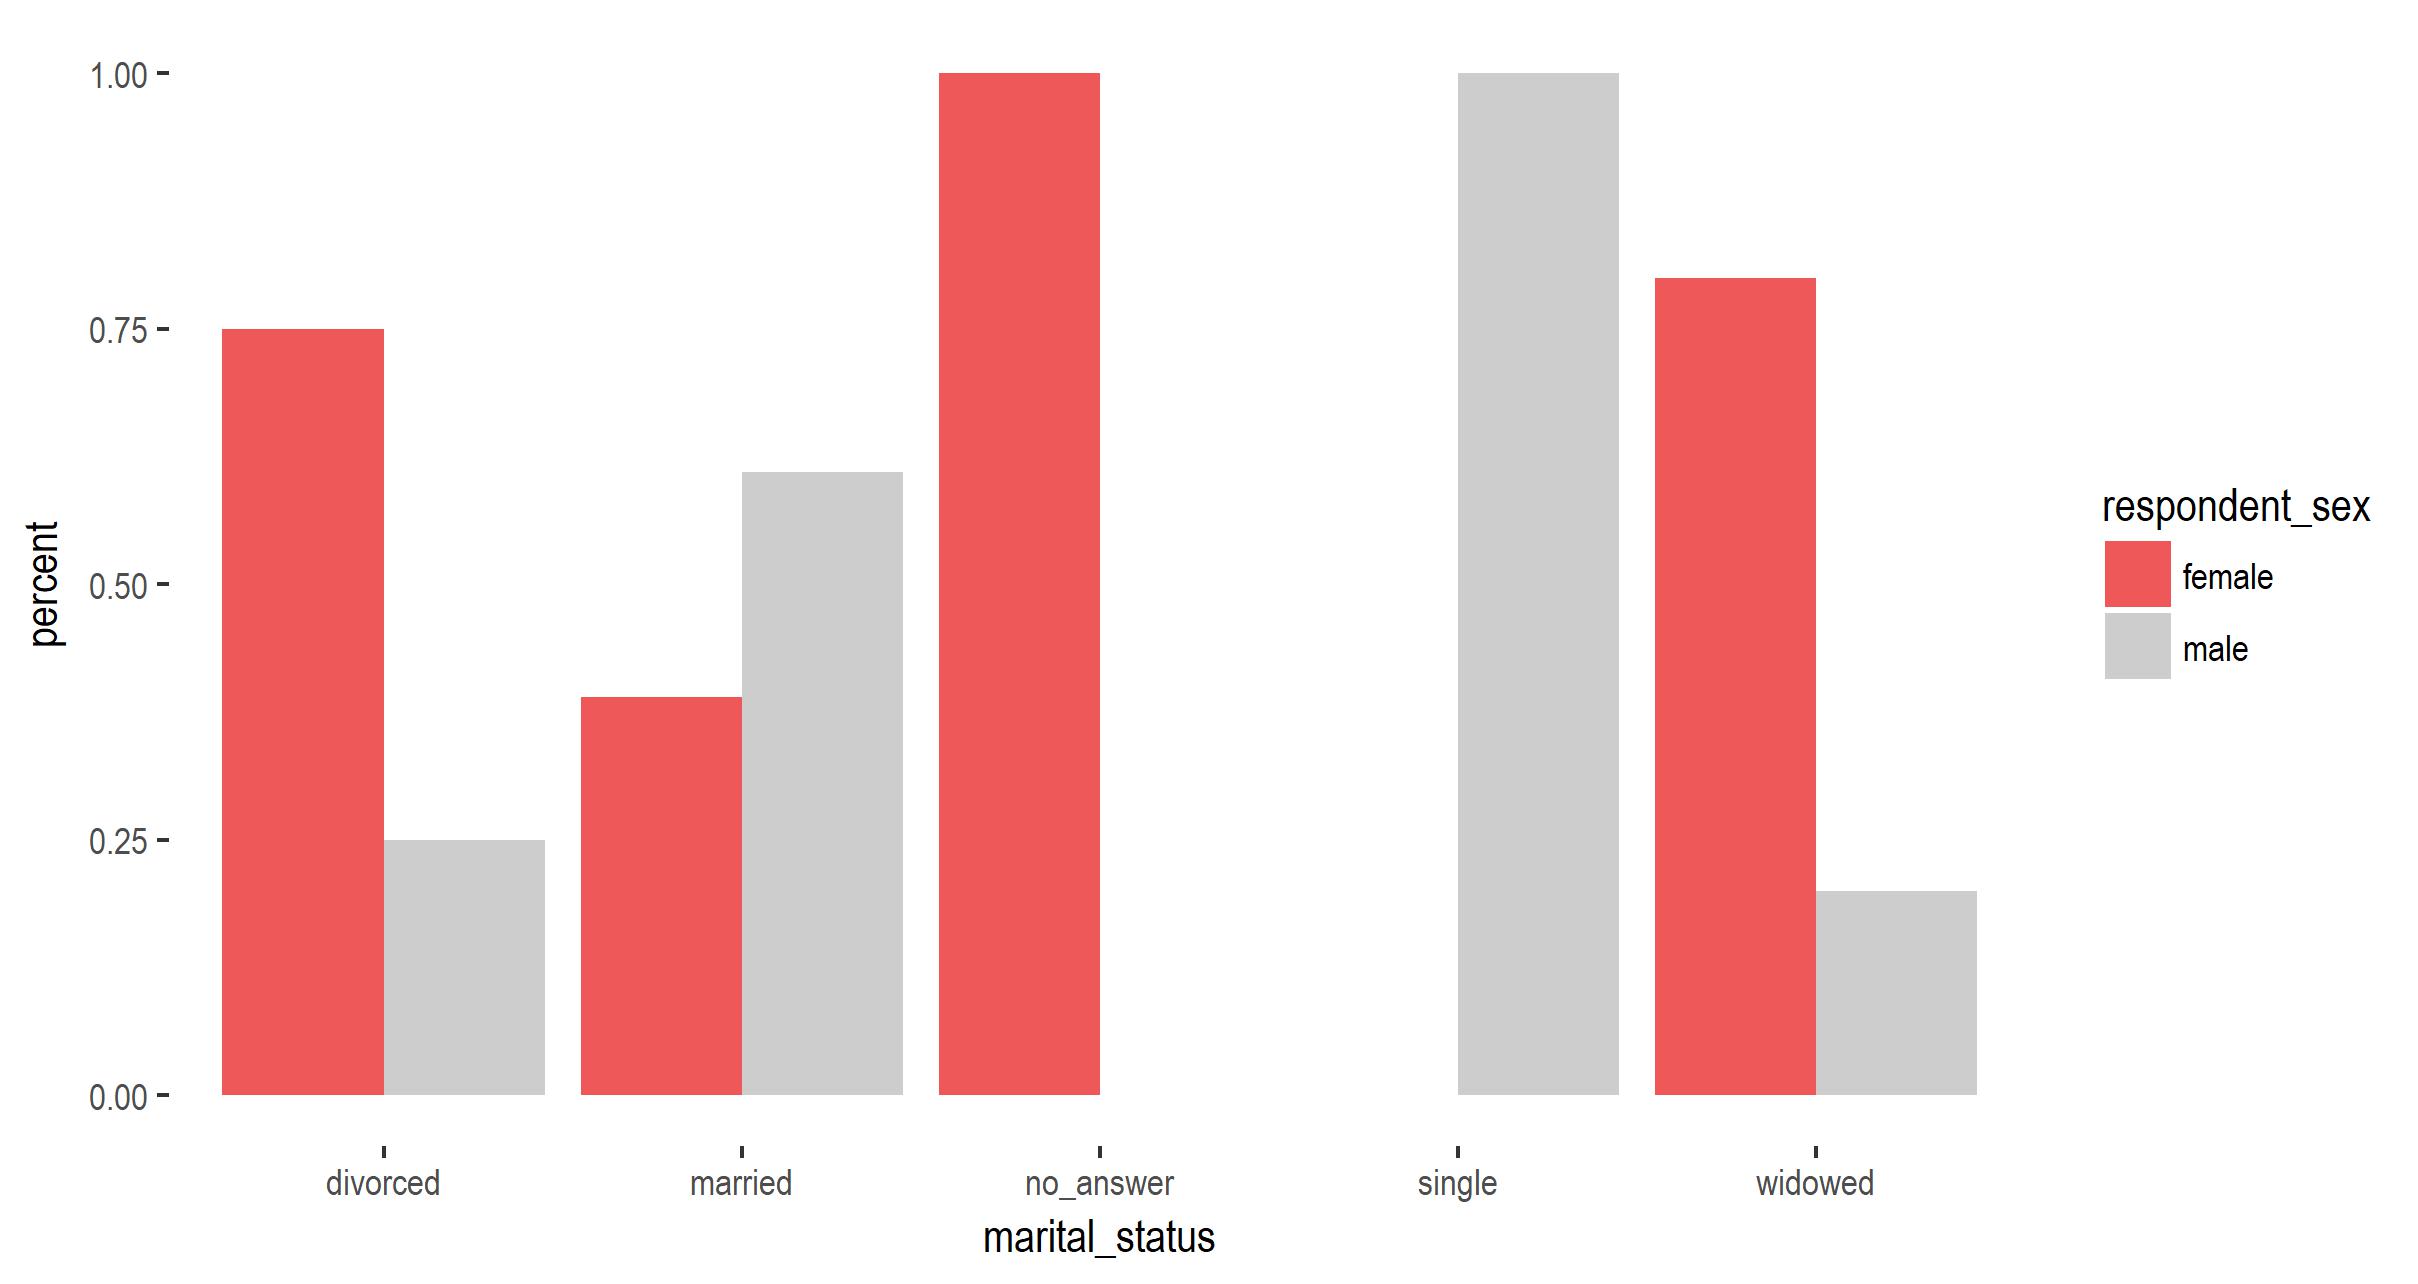 1.00
0.75
0.50
0.25
0.00
percent
divorced
married
no_answer
single
widowed
marital_status
respondent_sex
female
male